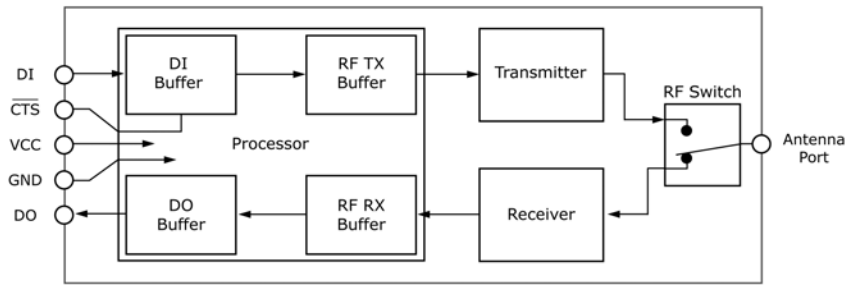 DI
CTS
VCC
GND
DO
DI
Buffer
RF TX
Buffer
Processor
DO
Buffer
RF RX
Buffer
Transmitter
Receiver
RF Switch
Antenna
Port